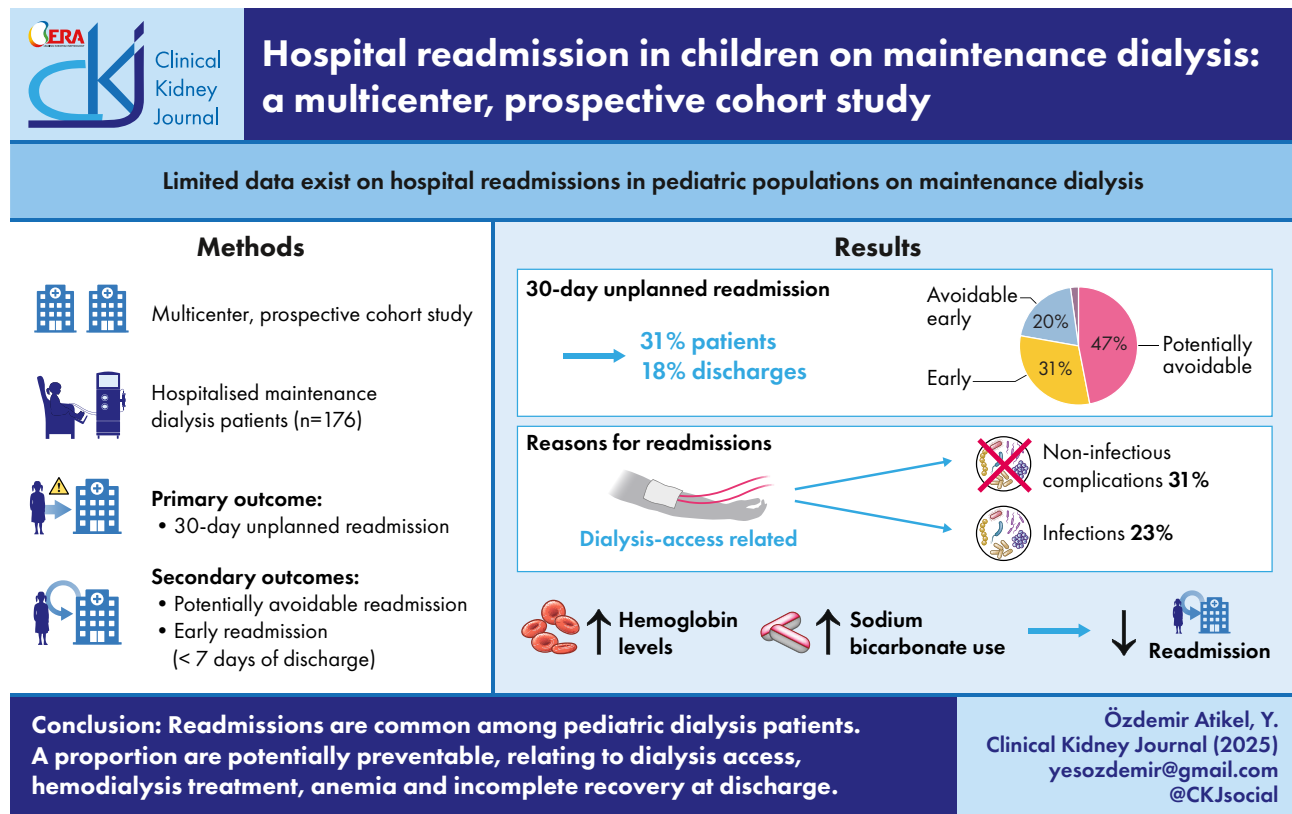 ERA
CKJ
Clinical
Kidney
Journal
Hospital readmission in children on maintenance dialysis:
a multicenter, prospective cohort study
Limited data exist on hospital readmissions in pediatric populations on maintenance dialysis
Methods
Multicenter, prospective cohort study
Hospitalised maintenance
dialysis patients (n=176)
Primary outcome:
• 30-day unplanned readmission
Secondary outcomes:
• Potentially avoidable readmission
• Early readmission
(< 7 days of discharge)
Results
30-day unplanned readmission
31% patients
18% discharges
Avoidable
early
20%
47%
Potentially
avoidable
Early
31%
Reasons for readmissions
Dialysis-access related
Non-infectious
complications 31%
Infections 23%
Hemoglobin
levels
Sodium
bicarbonate use
Readmission
Conclusion: Readmissions are common among pediatric dialysis patients.
A proportion are potentially preventable, relating to dialysis access,
hemodialysis treatment, anemia and incomplete recovery at discharge.
Özdemir Atikel, Y.
Clinical Kidney Journal (2025)
yesozdemir@gmail.com
@CKJsocial